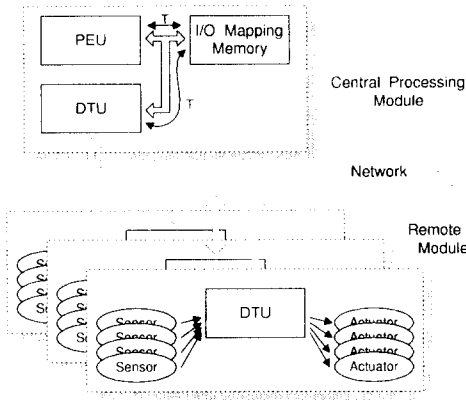 T
PEU
I/O Mapping
Memory
DTU
T
Central Processing
Module
Network
Remote
Module
Sensor
Sensor
Sensor
Sensor
DTU
Actuator
Actuator
Actuator
Actuator